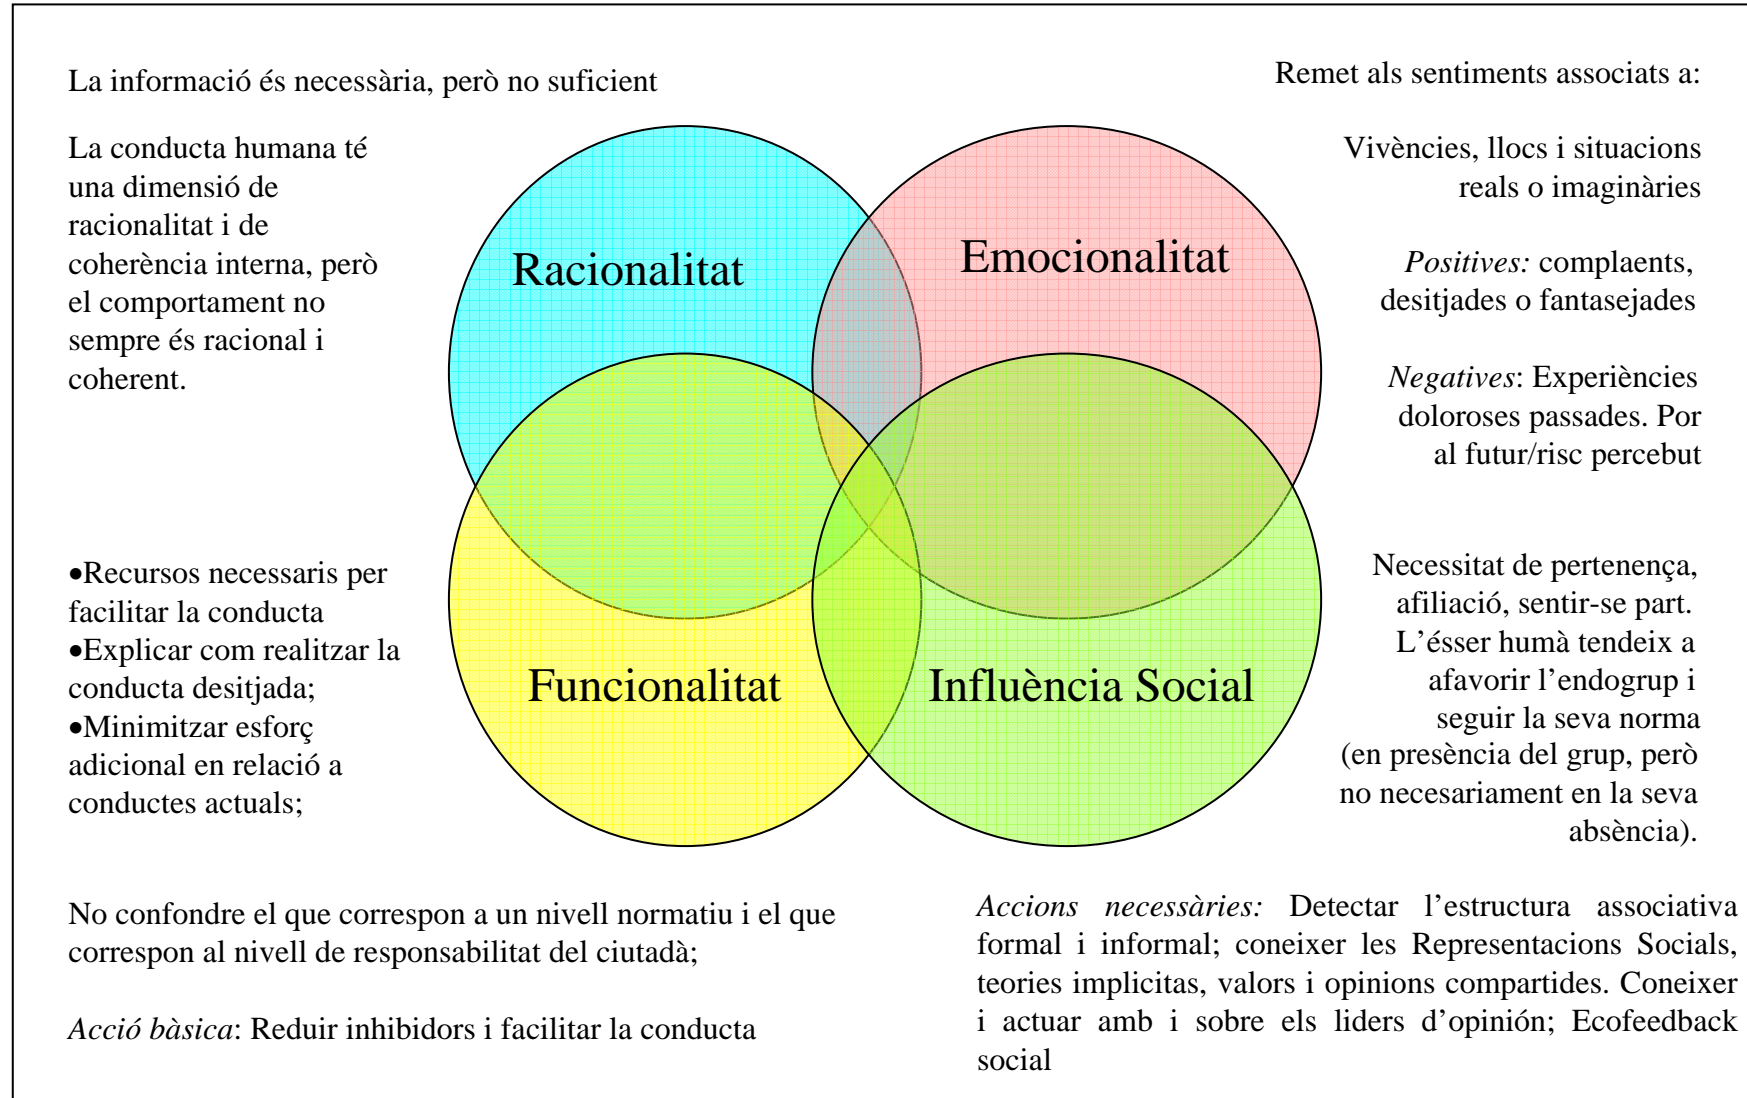 La informació és necessària, però no suficient
La conducta humana té
una dimensió de
racionalitat i de
coherència interna, però
el comportament no
sempre és racional i
coherent.
Remet als sentiments associats a:
Vivències, llocs i situacions
reals o imaginàries
Positives: complaents,
desitjades o fantasejades
Negatives: Experiències
doloroses passades. Por
al futur/risc percebut
Racionalitat
Emocionalitat
Funcionalitat
Influència Social
•Recursos necessaris per
facilitar la conducta
•Explicar com realitzar la
conducta desitjada;
•Minimitzar esforç
adicional en relació a
conductes actuals;
Necessitat de pertenença,
afiliació, sentir-se part.
L’ésser humà tendeix a
afavorir l’endogrup i
seguir la seva norma
(en presència del grup, però
no necesariament en la seva
absència).
No confondre el que correspon a un nivell normatiu i el que
correspon al nivell de responsabilitat del ciutadà;
Acció bàsica: Reduir inhibidors i facilitar la conducta
Accions necessàries: Detectar l’estructura associativa
formal i informal; coneixer les Representacions Socials,
teories implicitas, valors i opinions compartides. Coneixer
i actuar amb i sobre els liders d’opinión; Ecofeedback
social